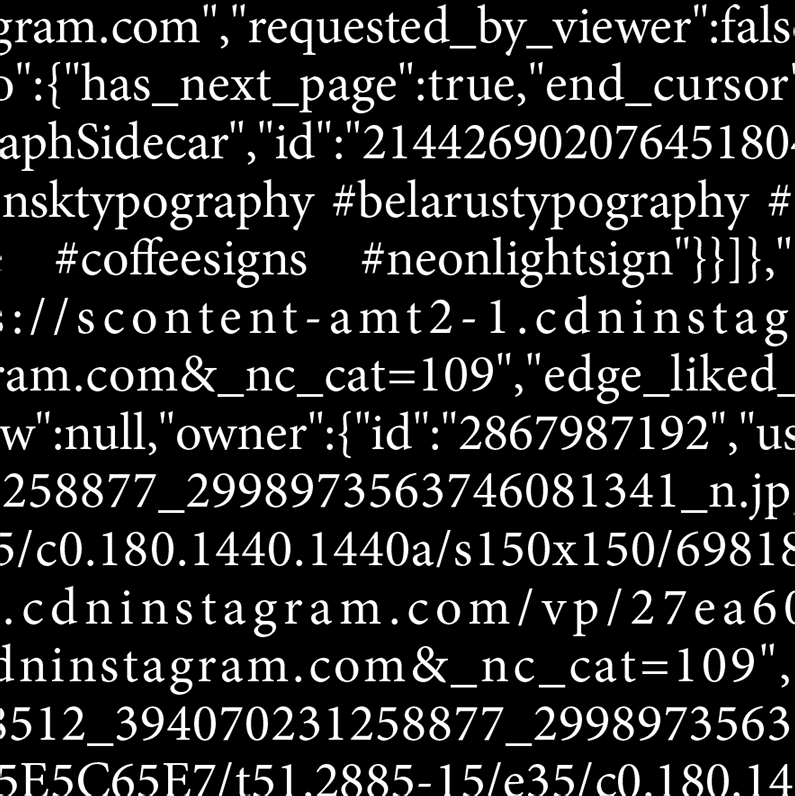 gram.com","requested_by_viewer":false
o":{"has_next_page":true,"end_cursor"
aphSidecar","id":"214426902076451804
nsktypography #belarustypography #
#coffeesigns #neonlightsign"}}]},"
s://scontent-amt2-1.cdninstag
ram.com&_nc_cat=109","edge_liked_
w":null,"owner":{"id":"2867987192","us
258877_2998973563746081341_n.jp
5/c0.180.1440.1440a/s150x150/69818
.cdninstagram.com/vp/27ea60
dninstagram.com&_nc_cat=109",
8512_394070231258877_2998973563
5E5C65E7/t51.2885-15/e35/c0.180.14